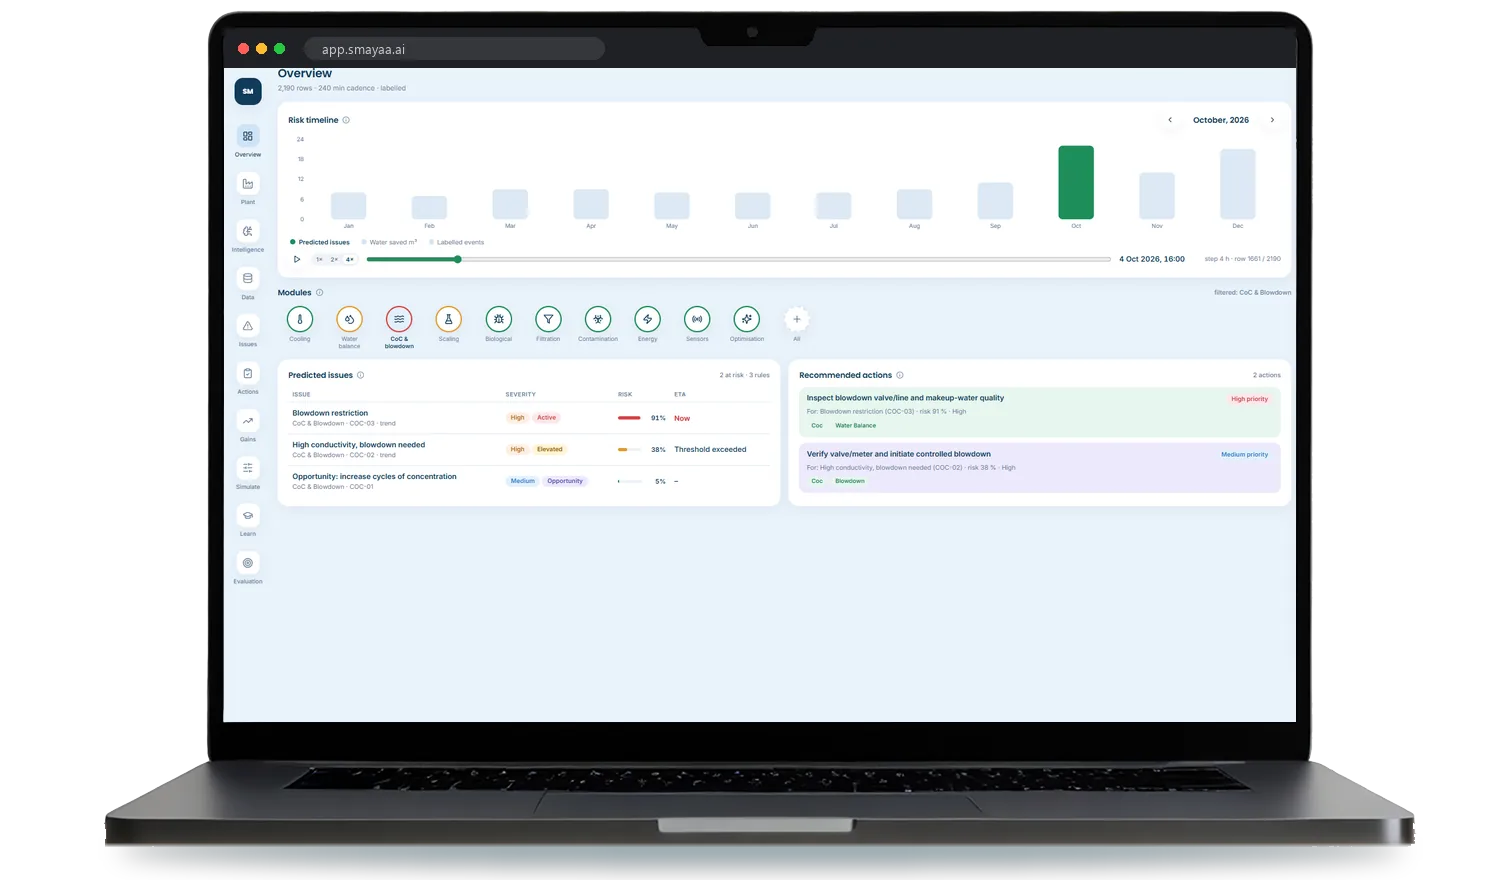 app.smayaa.ai
SM
Overview
Plant
Intelligence
Data
Issues
Actions
Gains
Simulate
Learn
Evaluation
Overview
2,190 rows · 240 min cadence · labelled
Risk timeline
October, 2026
24
18
12
6
0
Jan Feb Mar Apr May Jun Jul Aug Sep Oct Nov Dec
Predicted issues Water saved m³ Labelled events
1× 2× 4× 4 Oct 2026, 16:00 step 4 h · row 1661 / 2190
Modules filtered: CoC & Blowdown
Cooling
Water
balance
CoC &
blowdown
Scaling
Biological
Filtration
Contamination
Energy
Sensors
Optimisation
All
Predicted issues 2 at risk · 3 rules
ISSUE SEVERITY RISK ETA
Blowdown restriction
CoC & Blowdown · COC-03 · trend
High Active 91% Now
High conductivity, blowdown needed
CoC & Blowdown · COC-02 · trend
High Elevated 38% Threshold exceeded
Opportunity: increase cycles of concentration
CoC & Blowdown · COC-01
Medium Opportunity 5% –
Recommended actions 2 actions
Inspect blowdown valve/line and makeup-water quality High priority
For: Blowdown restriction (COC-03) · risk 91 % · High
Coc Water Balance
Verify valve/meter and initiate controlled blowdown Medium priority
For: High conductivity, blowdown needed (COC-02) · risk 38 % · High
Coc Blowdown